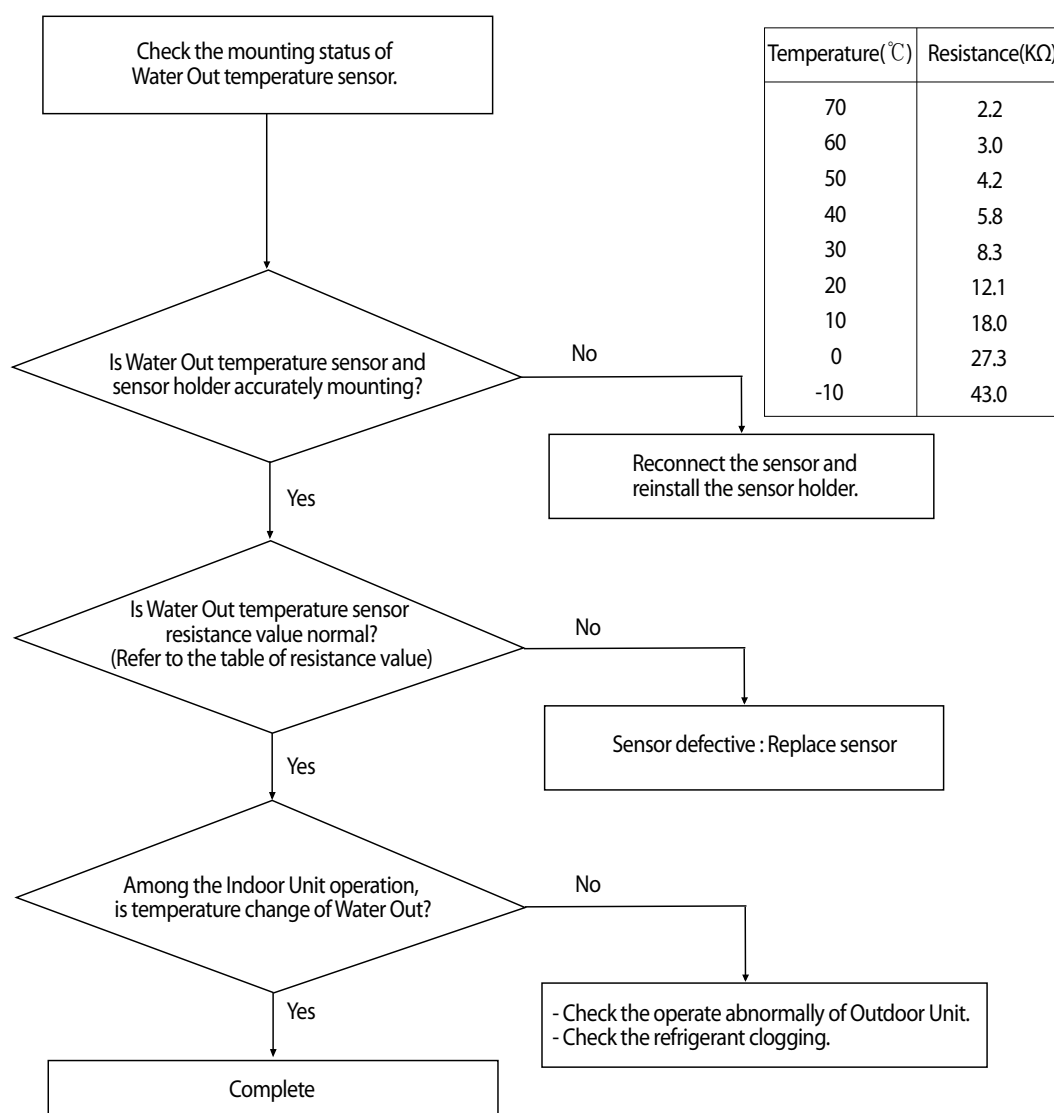 Check the mounting status of
Water Out temperature sensor.
Temperature(℃) Resistance(KΩ)
70 2.2
60 3.0
50 4.2
40 5.8
30 8.3
20 12.1
10 18.0
0 27.3
-10 43.0
Is Water Out temperature sensor and
sensor holder accurately mounting?
No
Reconnect the sensor and
reinstall the sensor holder.
Yes
Is Water Out temperature sensor
resistance value normal?
(Refer to the table of resistance value)
No
Sensor defective : Replace sensor
Yes
Among the Indoor Unit operation,
is temperature change of Water Out?
No
- Check the operate abnormally of Outdoor Unit.
- Check the refrigerant clogging.
Yes
Complete